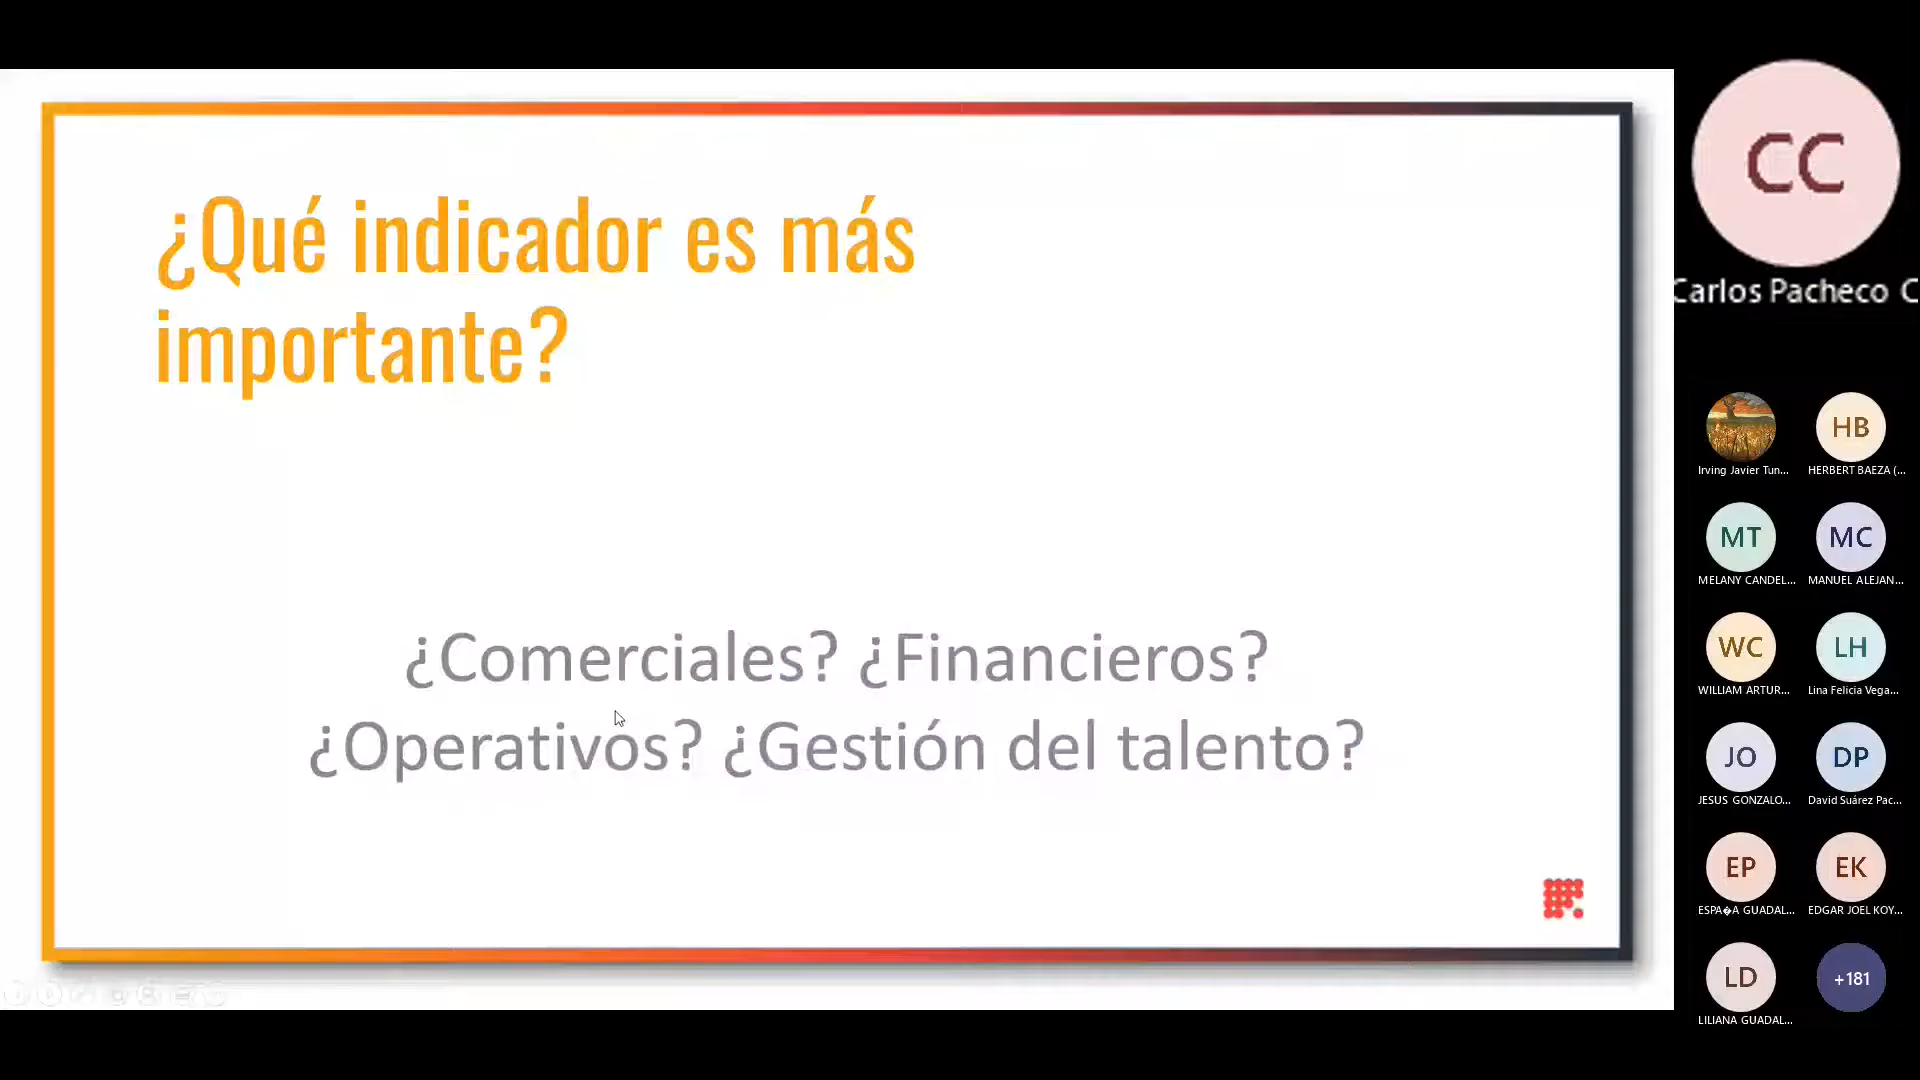 ¿Qué indicador es más
importante?
¿Comerciales? ¿Financieros?
¿Operativos? ¿Gestión del talento?
CC
Carlos Pacheco C
HB
Irving Javier Tun...
HERBERT BAEZA (...
MT
MC
MELANY CANDEL...
MANUEL ALEJAN...
WC
LH
WILLIAM ARTUR...
Lina Felicia Vega...
JO
DP
JESUS GONZALO...
David Suárez Pac...
EP
EK
ESPA�A GUADAL...
EDGAR JOEL KOY...
LD
+181
LILIANA GUADAL...